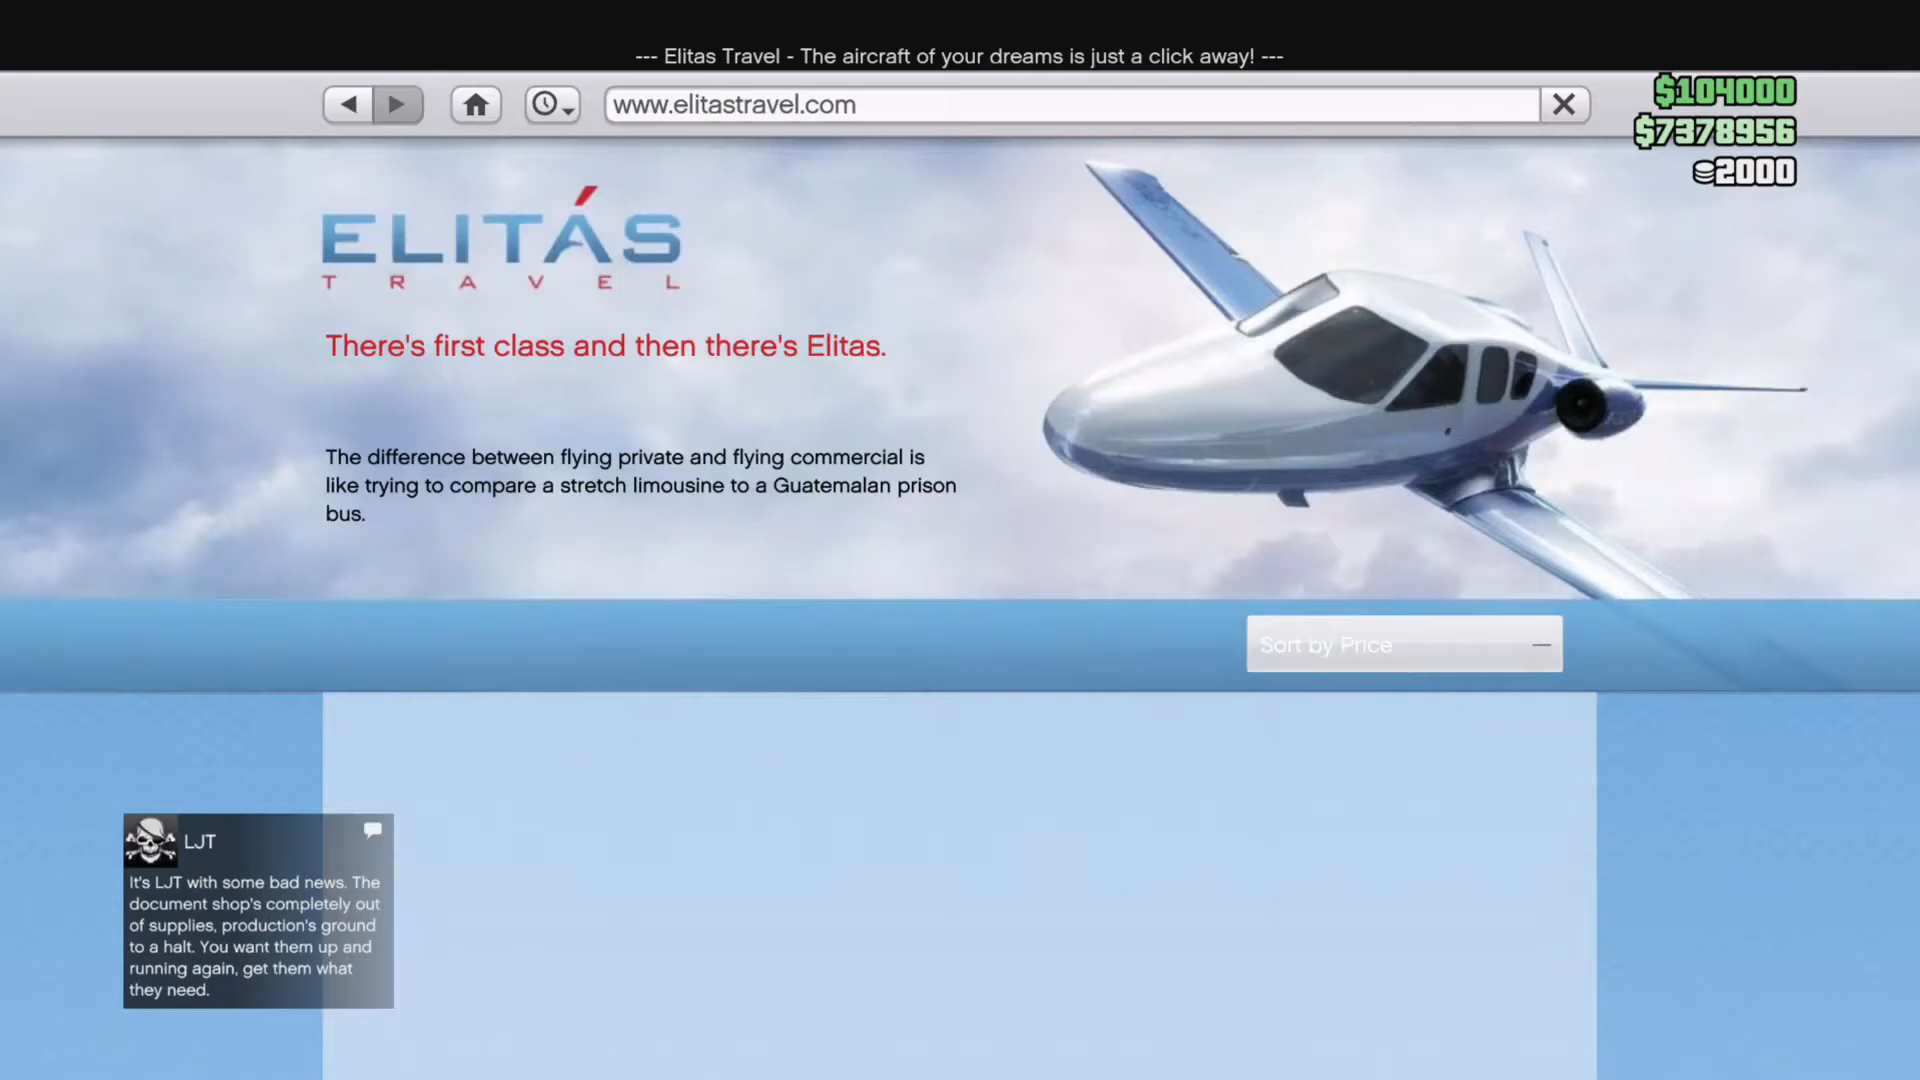 --- Elitas Travel - The aircraft of your dreams is just a click away! ---
www.elitastravel.com
$104000
$7378956
2000
ELITÁS
TRAVEL
There's first class and then there's Elitas.
The difference between flying private and flying commercial is
like trying to compare a stretch limousine to a Guatemalan prison
bus.
Sort by Price
LJT
It's LJT with some bad news. The
document shop's completely out
of supplies, production's ground
to a halt. You want them up and
running again, get them what
they need.